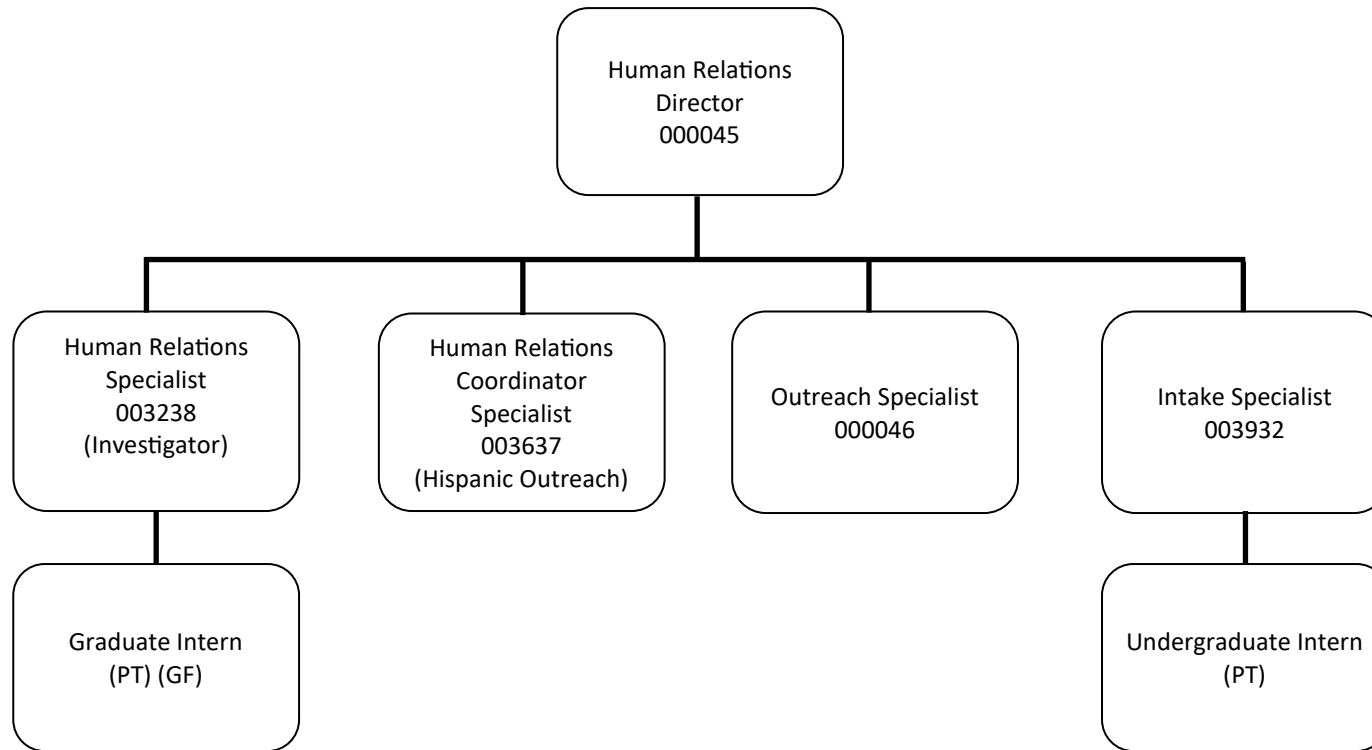 Human Relations
Director
000045
Human Relations
Specialist
003238
(Investigator)
Human Relations
Coordinator
Specialist
003637
(Hispanic Outreach)
Outreach Specialist
000046
Intake Specialist
003932
Graduate Intern
(PT) (GF)
Undergraduate Intern
(PT)